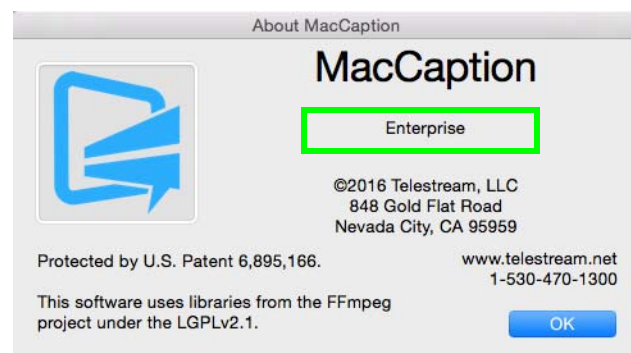 About MacCaption
MacCaption
Enterprise
©2016 Telestream, LLC
848 Gold Flat Road
Nevada City, CA 95959
Protected by U.S. Patent 6,895,166.
www.telestream.net
1-530-470-1300
This software uses libraries from the FFmpeg
project under the LGPLv2.1.
OK